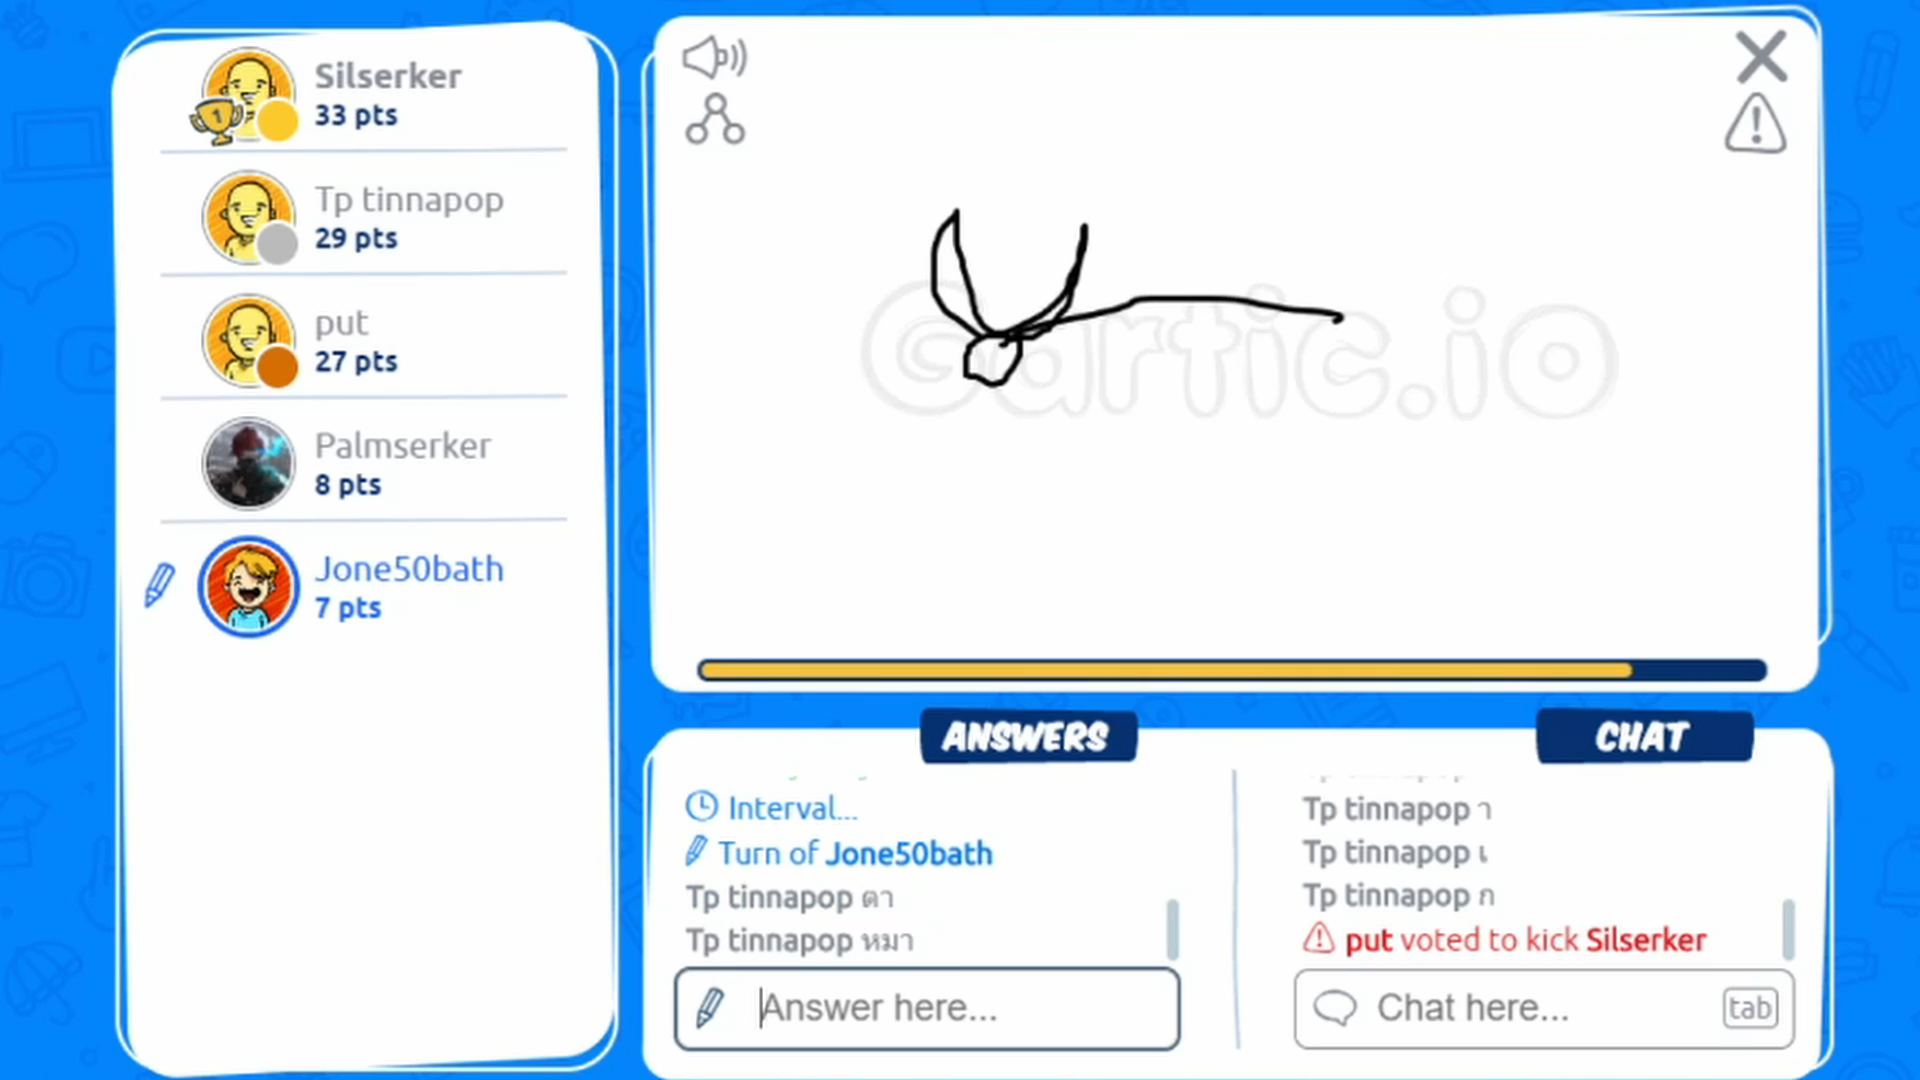 Silserker
33 pts
Tp tinnapop
29 pts
put
27 pts
Palmserker
8 pts
Jone50bath
7 pts
1
Gartic.io
ANSWERS
Interval...
Turn of Jone50bath
Tp tinnapop ตา
Tp tinnapop หมา
Answer here...
CHAT
Tp tinnapop า
Tp tinnapop เ
Tp tinnapop ก
put voted to kick Silserker
Chat here...
tab